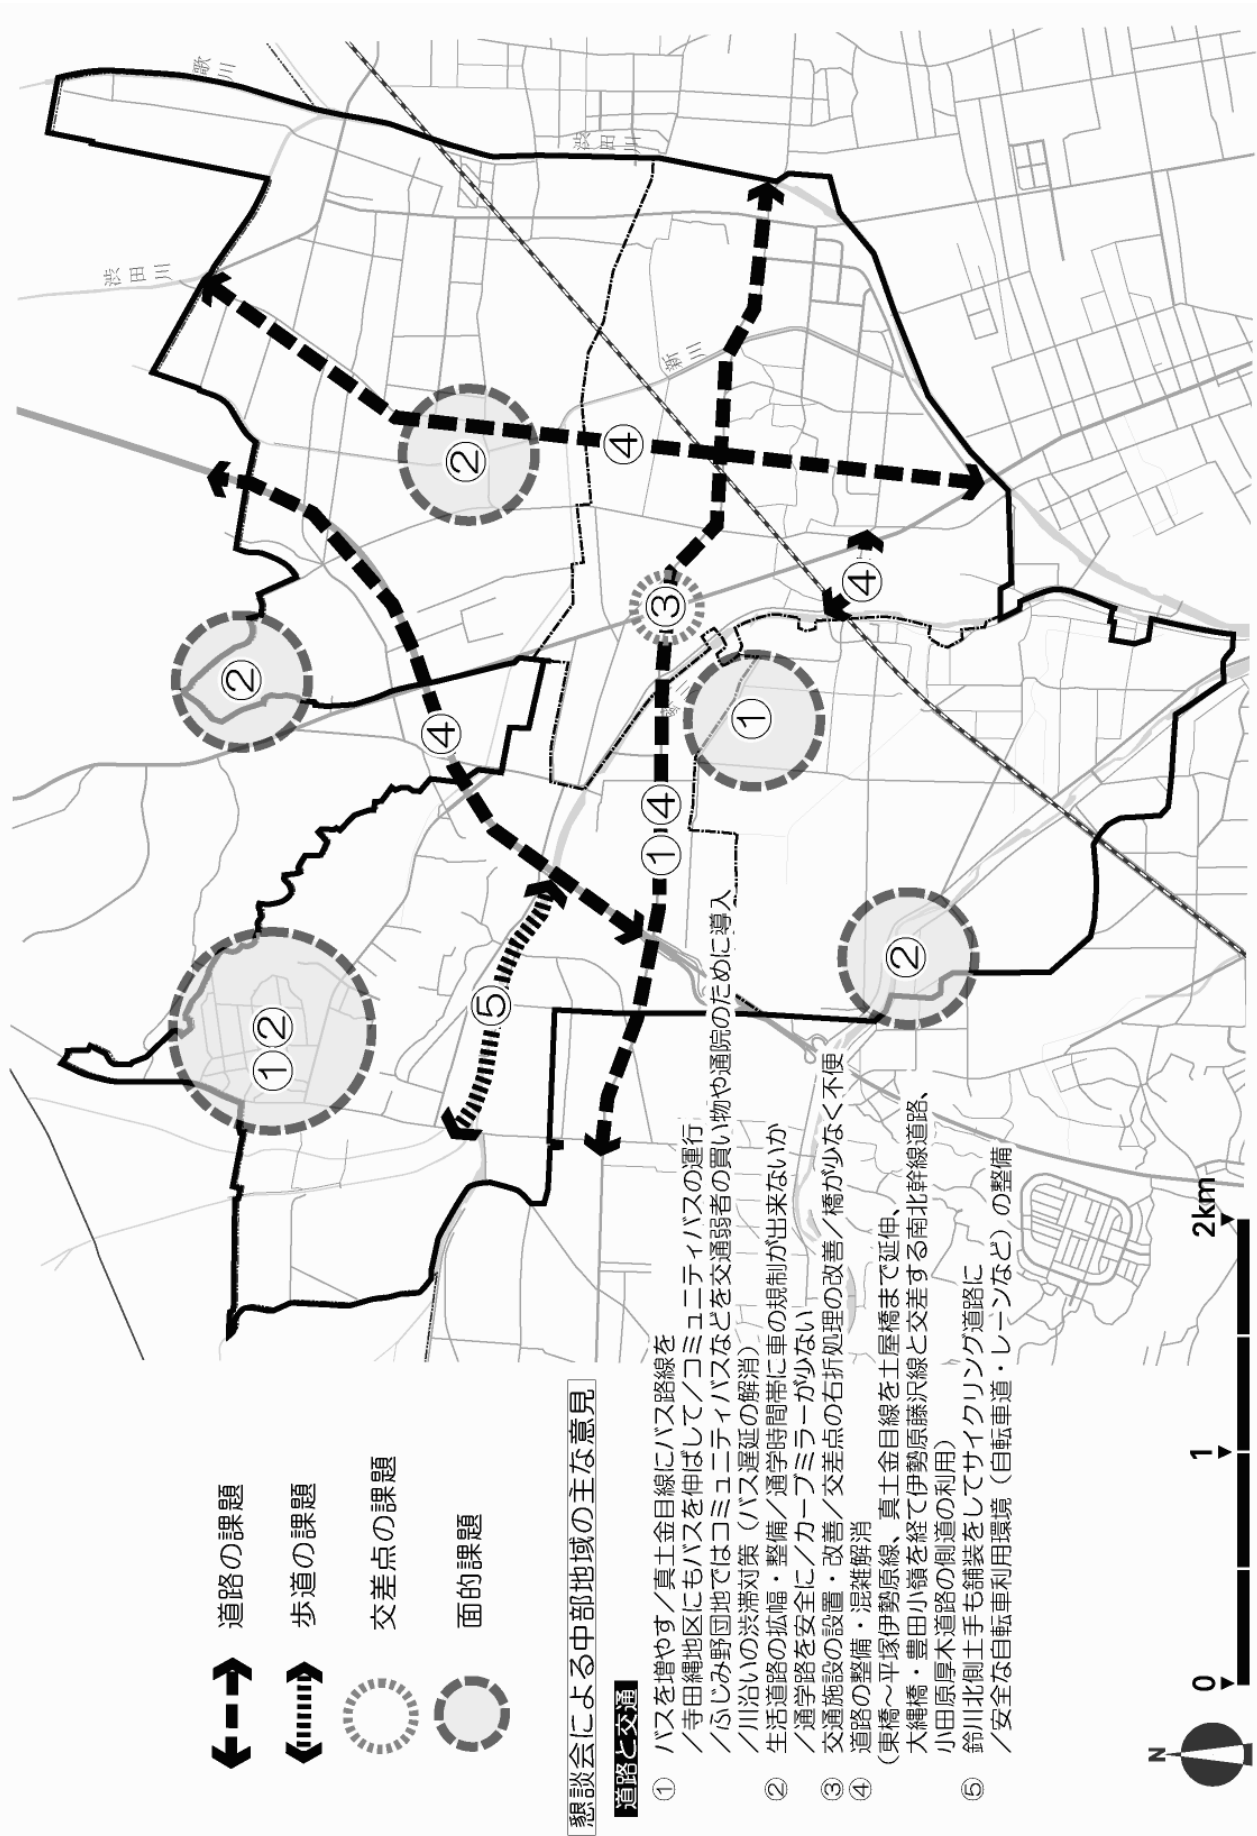 道路の課題
歩道の課題
交差点の課題
面的課題
懇談会による中部地域の主な意見
道路と交通
① バスを増やす／真土金目線にバス路線を
／寺田縄地区にもバスを伸ばして／コミュニティバスの運行
／ふじみ野団地ではコミュニティバスなどを交通弱者の買い物や通院のために導入
／川沿いの渋滞対策（バス遅延の解消）
② 生活道路の拡幅・整備／通学時間帯に車の規制が出来ないか
／通学路を安全に／カーブミラーが少ない
③ 交通施設の設置・改善／交差点の右折処理の改善／橋が少なく不便
④ 道路の整備・混雑解消
（東橋～平塚伊勢原線、真土金目線を土屋橋まで延伸、
大縄橋・豊田小嶺を経て伊勢原藤沢線と交差する南北幹線道路、
小田原厚木道路の側道の利用）
⑤ 鈴川北側土手も舗装をしてサイクリング道路に
／安全な自転車利用環境（自転車道・レーンなど）の整備
N
0
1
2km
①②
⑤
④
②
①④
①
③
②
②
④
④
渋田川
歌川
渋田川
新川